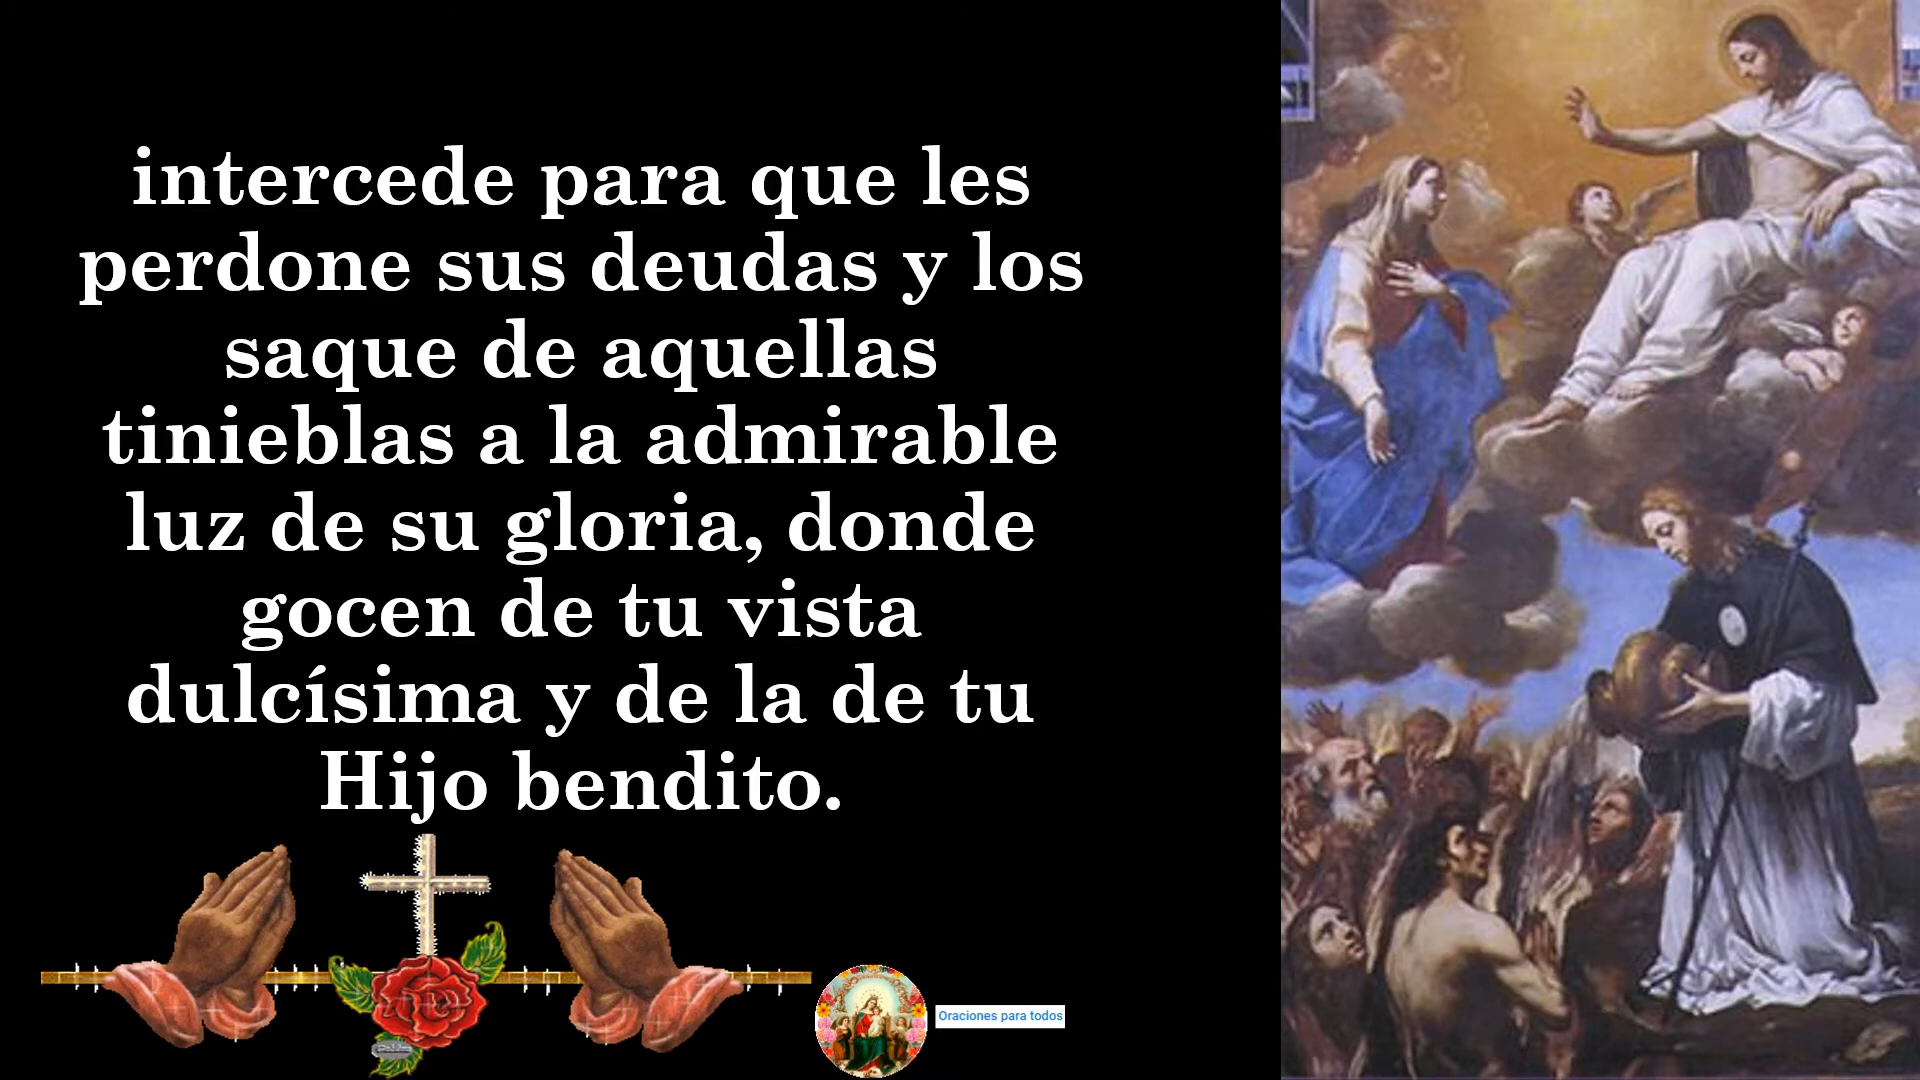 intercede para que les
perdone sus deudas y los
saque de aquellas
tinieblas a la admirable
luz de su gloria, donde
gocen de tu vista
dulcísima y de la de tu
Hijo bendito.
Oraciones para todos